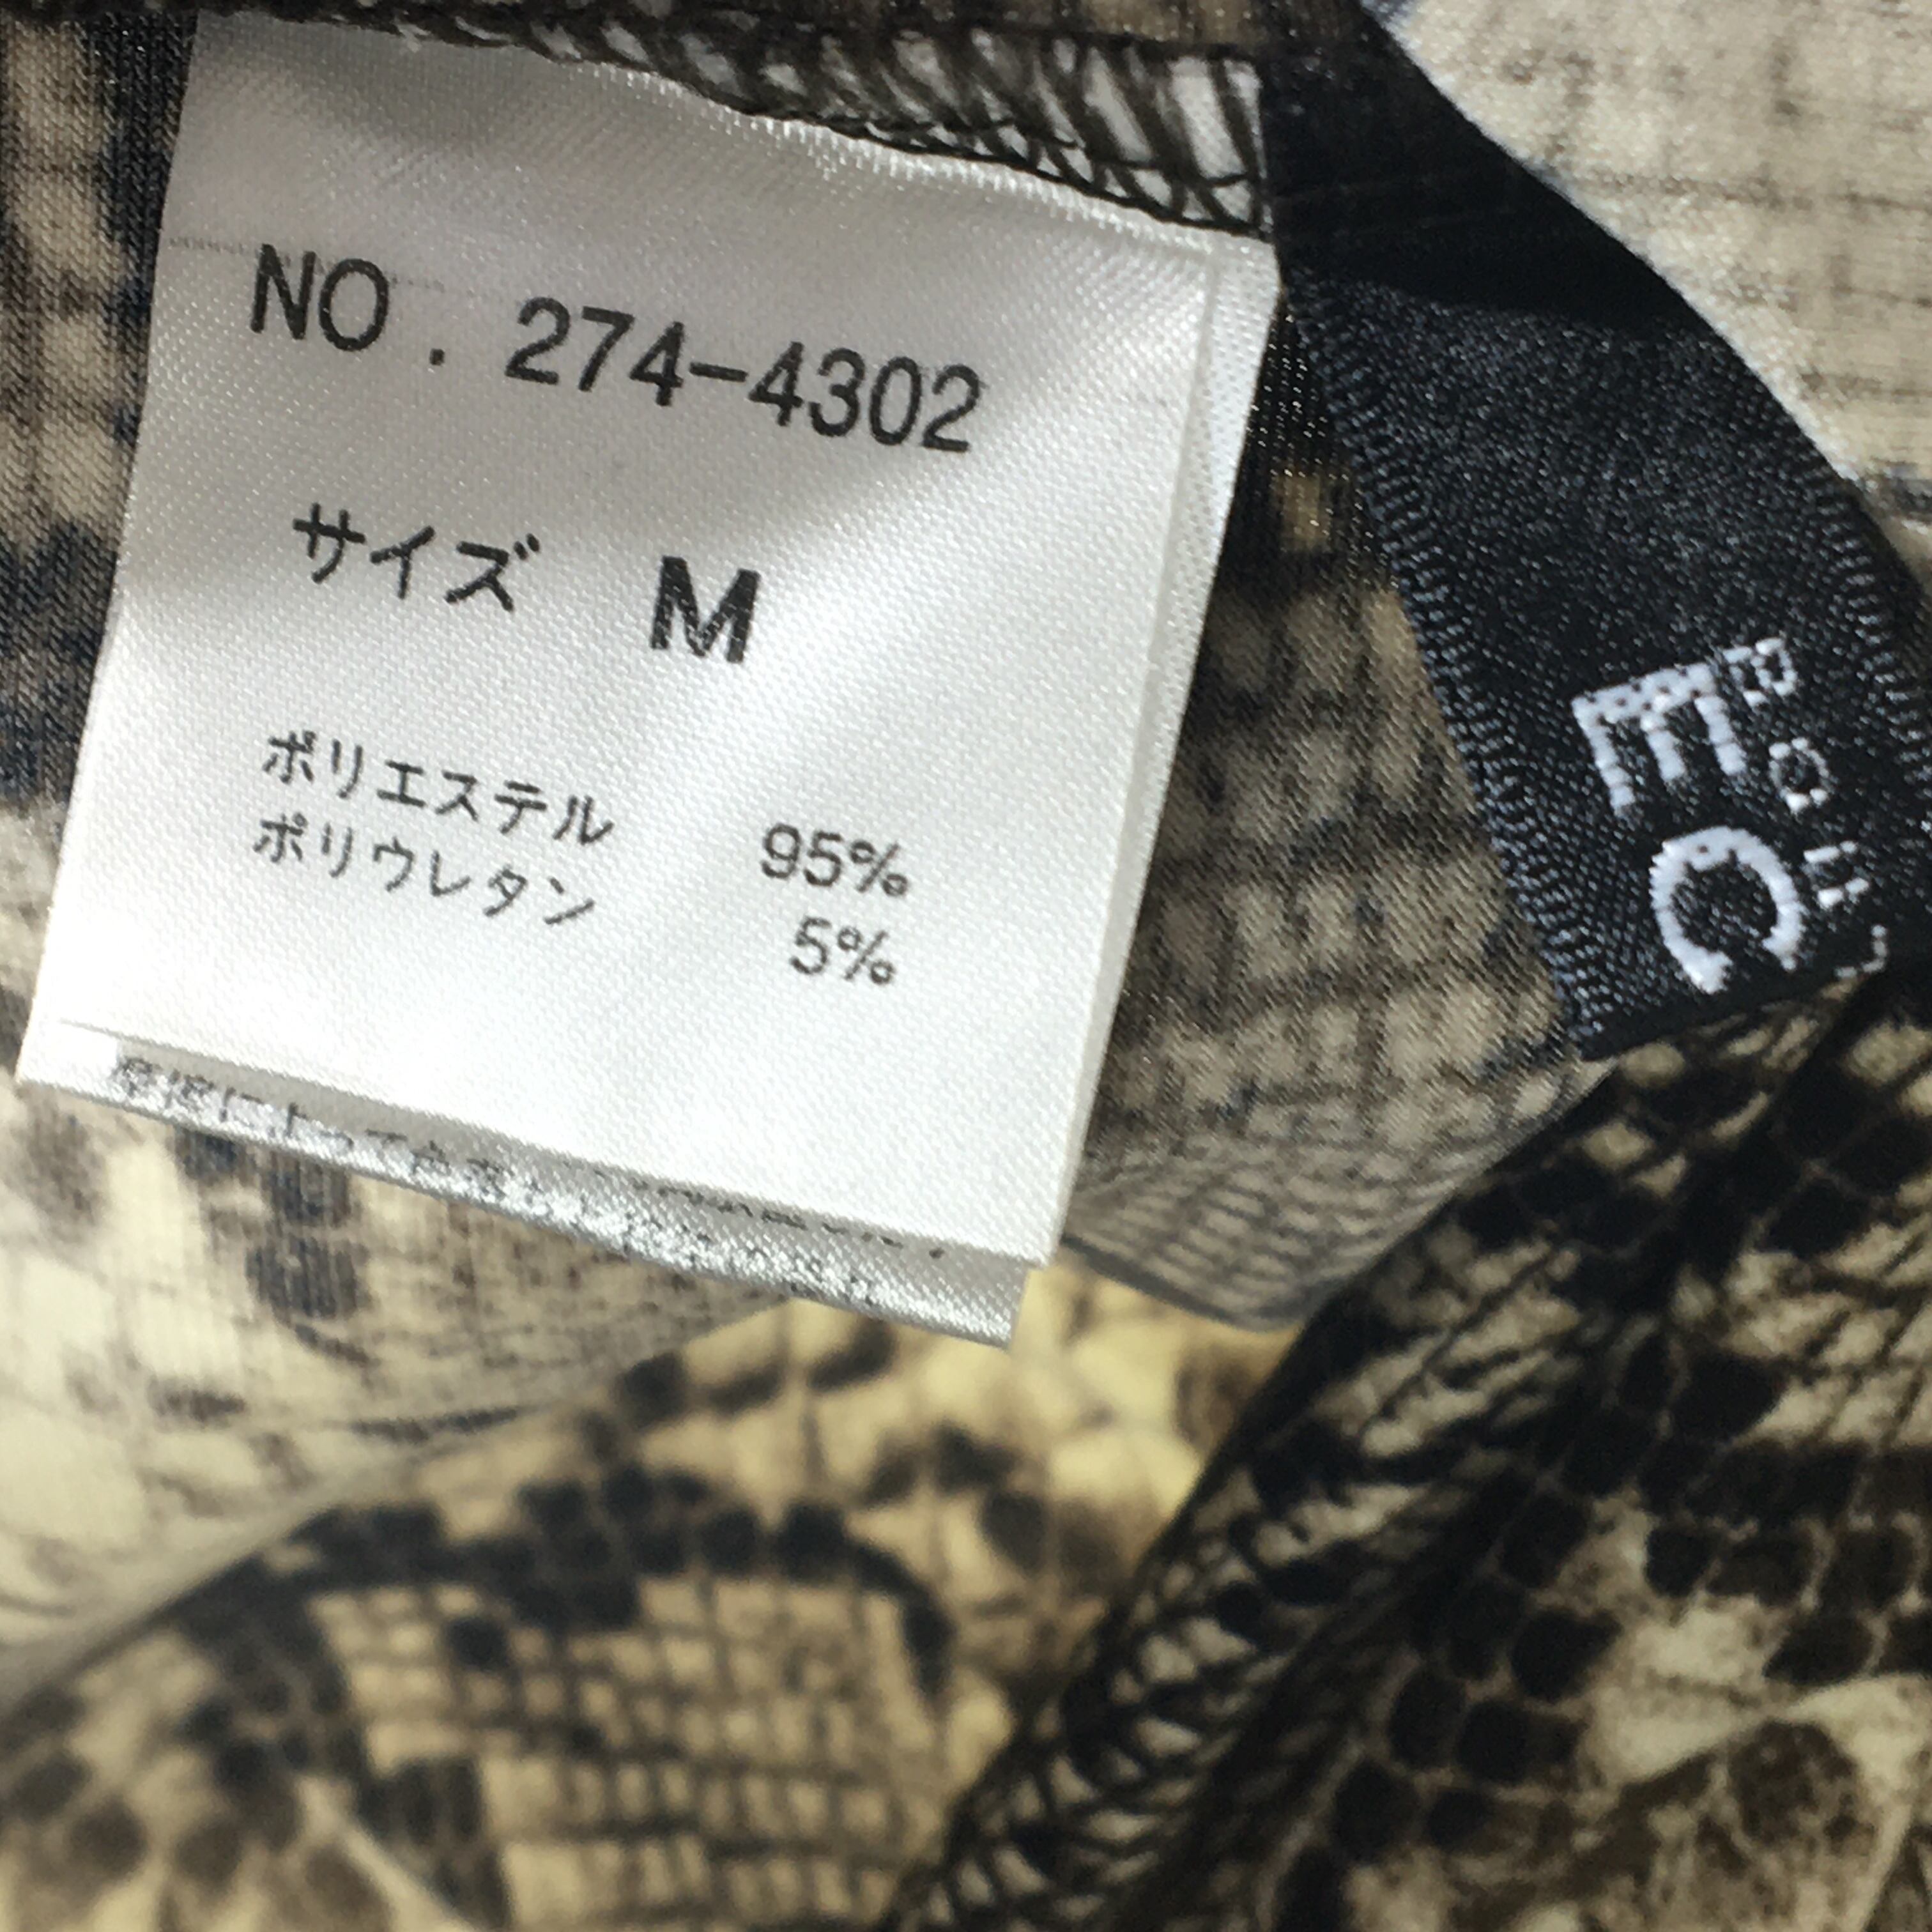 NO. 274-4302
サイズ M
ポリエステル 95%
ポリウレタン 5%
EC